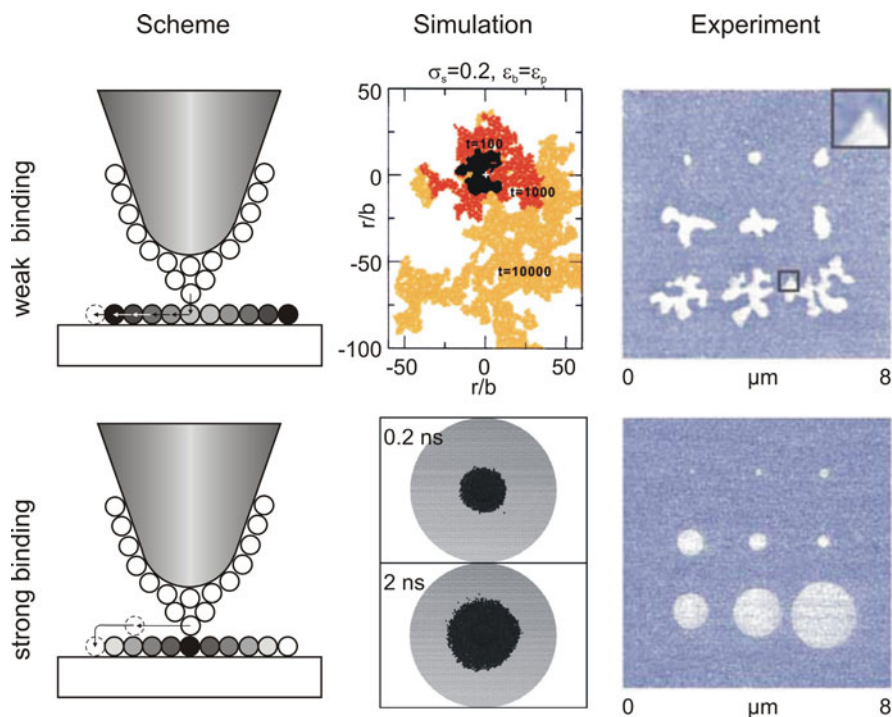 Scheme
Simulation
Experiment
weak binding
σs=0.2, εb=εp
50
0
-50
-100
r/b
t=100
t=1000
t=10000
-50
0
50
r/b
0
µm
8
strong binding
0.2 ns
2 ns
0
µm
8